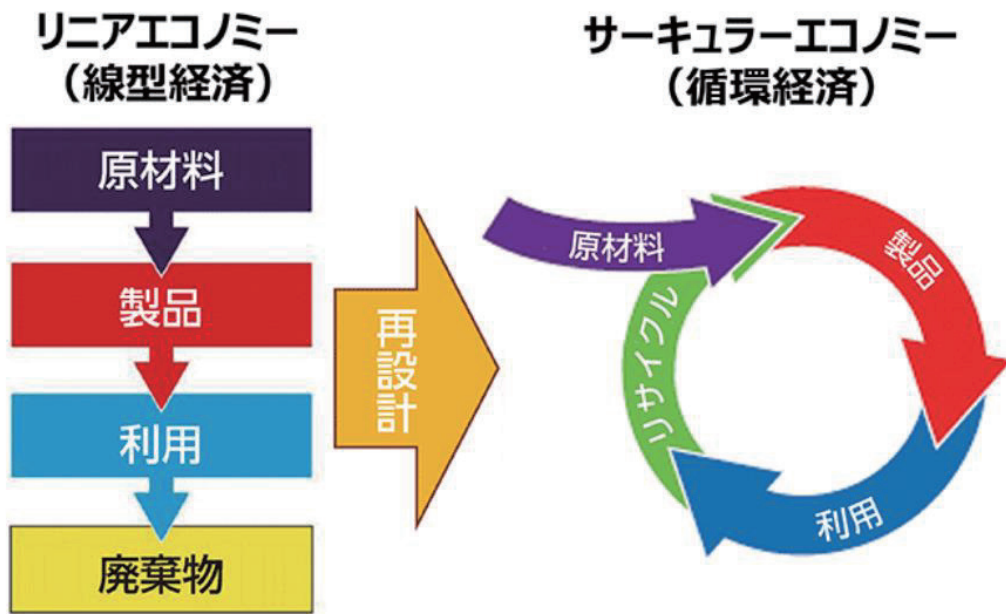 リニアエコノミー
（線型経済）
原材料
製品
利用
廃棄物
再設計
サーキュラーエコノミー
（循環経済）
原材料
製品
利用
リサイクル